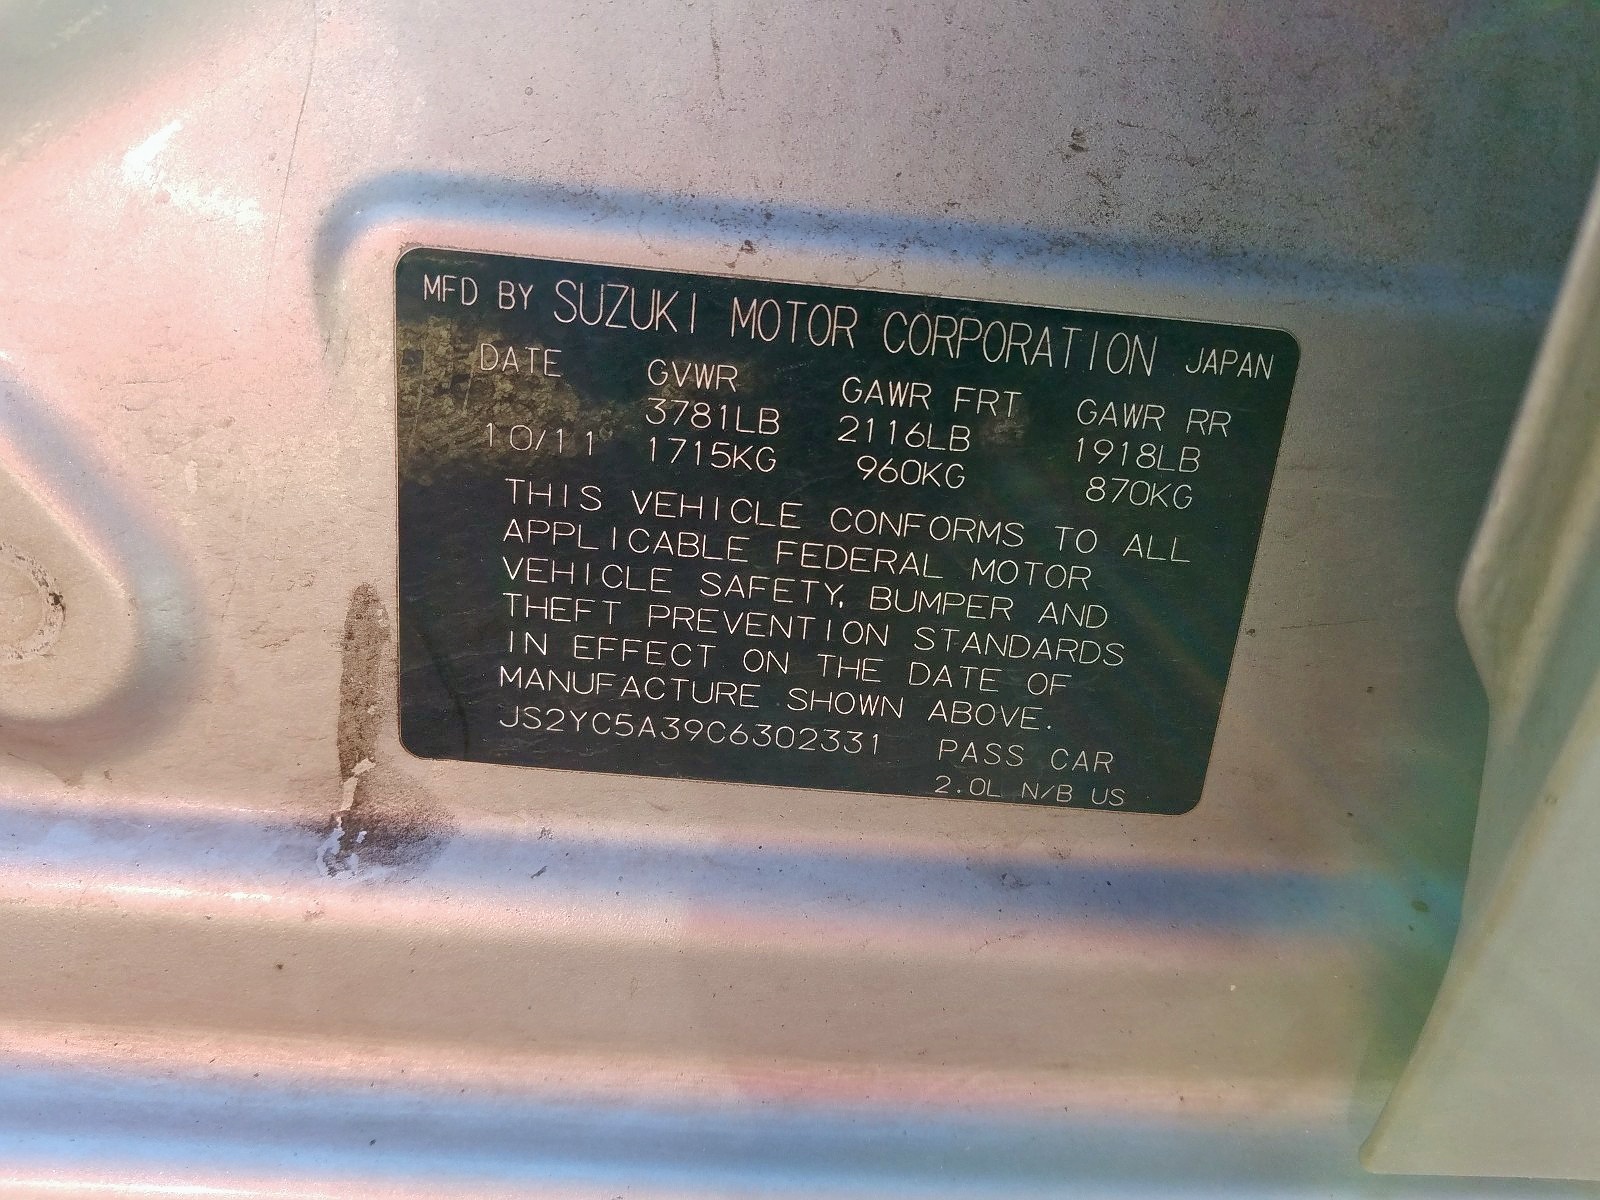 MFD BY SUZUKI MOTOR CORPORATION JAPAN
DATE GVWR GAWR FRT GAWR RR
3781LB 2116LB 1918LB
10/11 1715KG 960KG 870KG
THIS VEHICLE CONFORMS TO ALL
APPLICABLE FEDERAL MOTOR
VEHICLE SAFETY, BUMPER AND
THEFT PREVENTION STANDARDS
IN EFFECT ON THE DATE OF
MANUFACTURE SHOWN ABOVE.
JS2YC5A39C6302331 PASS CAR
2.0L N/B US